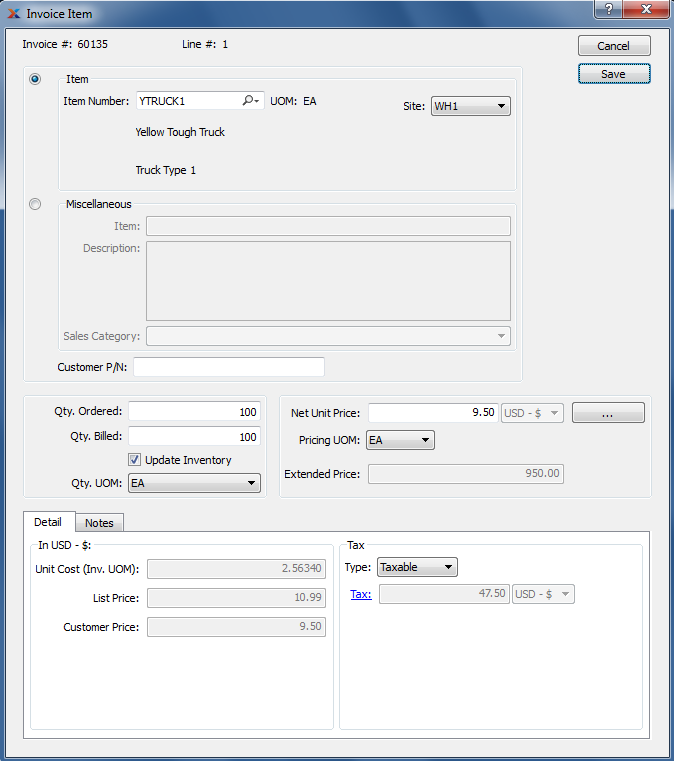 Invoice Item
Invoice #: 60135 Line #: 1 Cancel
Save
Item
Item Number: YTRUCK1 UOM: EA Site: WH1
Yellow Tough Truck
Truck Type 1
Miscellaneous
Item:
Description:
Sales Category:
Customer P/N:
Qty. Ordered: 100
Qty. Billed: 100
Update Inventory
Qty. UOM: EA
Net Unit Price: 9.50 USD - $ ...
Pricing UOM: EA
Extended Price: 950.00
Detail Notes
In USD - $:
Unit Cost (Inv. UOM): 2.56340
List Price: 10.99
Customer Price: 9.50
Tax
Type: Taxable
Tax: 47.50 USD - $